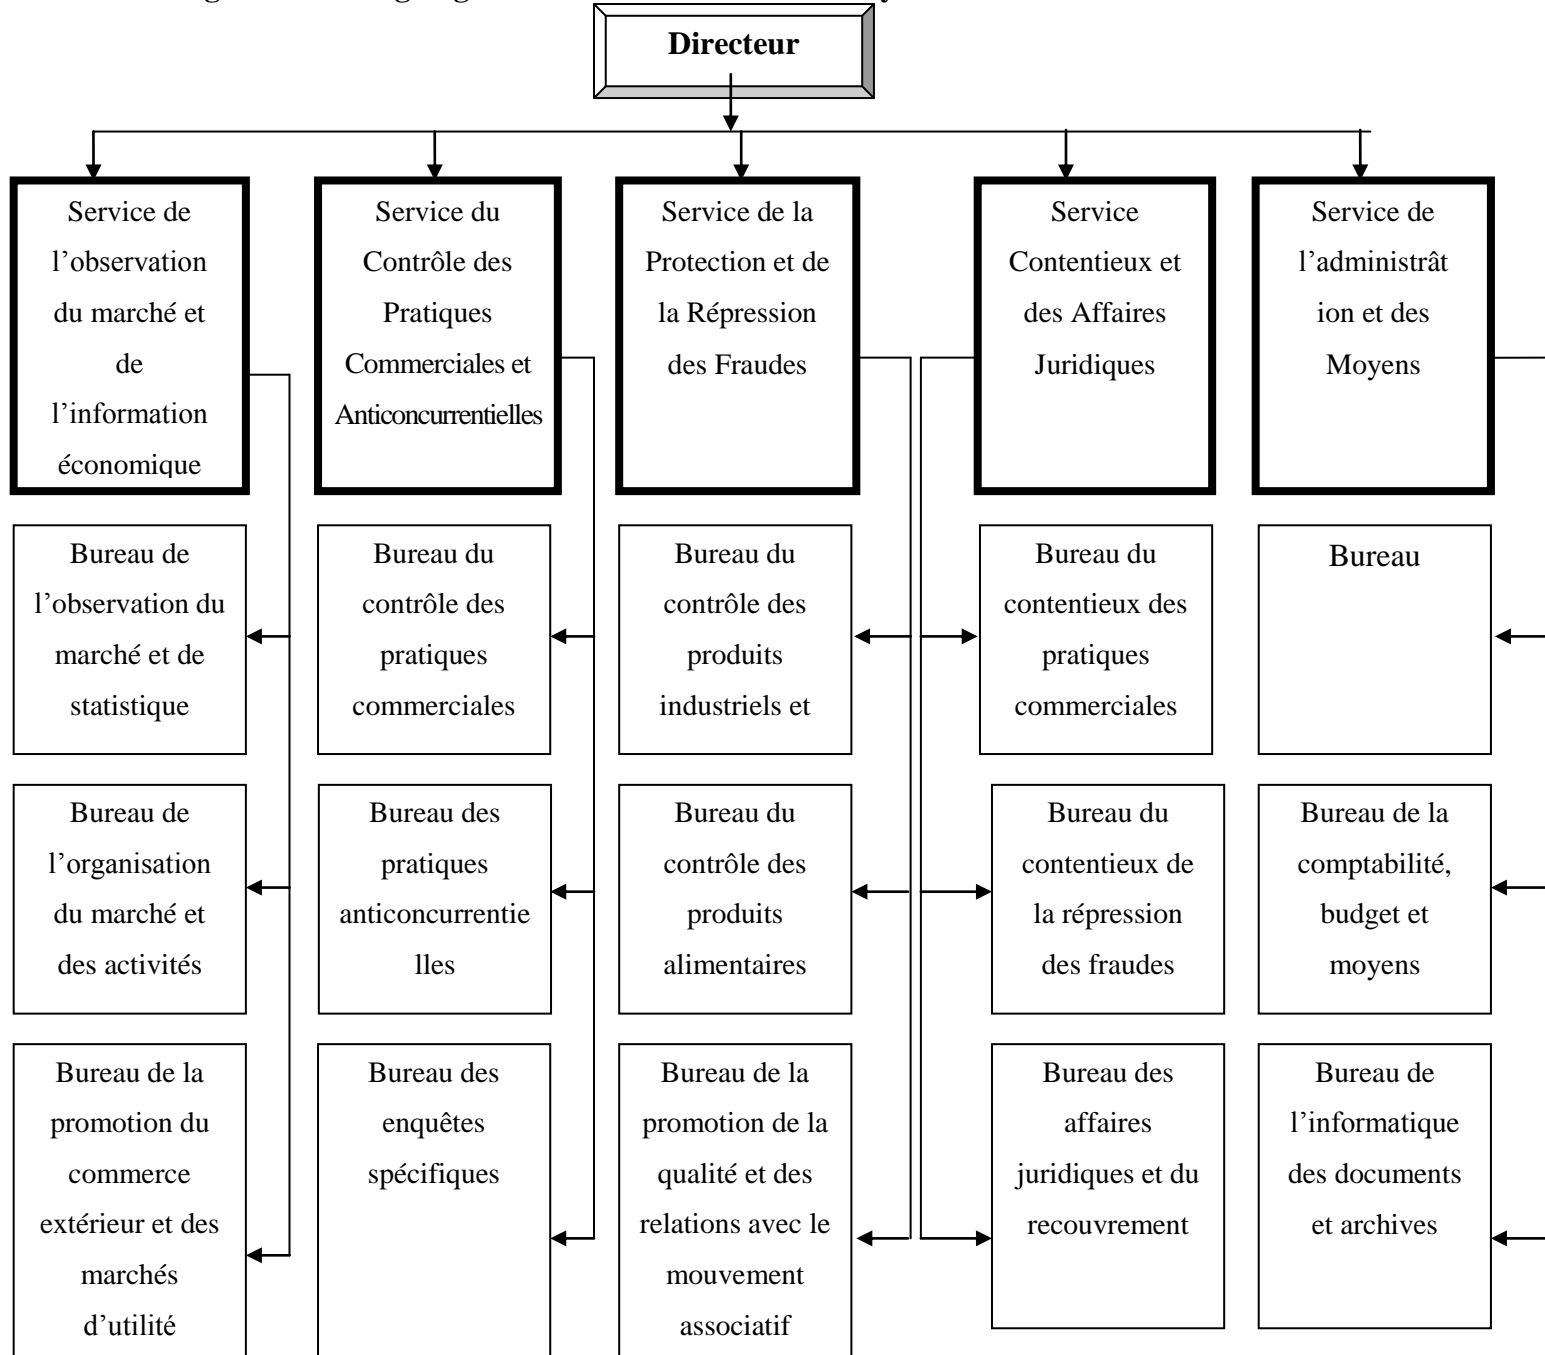 Directeur
Service de
l’observation
du marché et
de
l’information
économique
Service du
Contrôle des
Pratiques
Commerciales et
Anticoncurrentielles
Service de la
Protection et de
la Répression
des Fraudes
Service
Contentieux et
des Affaires
Juridiques
Service de
l’administrât
ion et des
Moyens
Bureau de
l’observation du
marché et de
statistique
Bureau du
contrôle des
pratiques
commerciales
Bureau du
contrôle des
produits
industriels et
Bureau du
contentieux des
pratiques
commerciales
Bureau
Bureau de
l’organisation
du marché et
des activités
Bureau des
pratiques
anticoncurrentie
lles
Bureau du
contrôle des
produits
alimentaires
Bureau du
contentieux de
la répression
des fraudes
Bureau de la
comptabilité,
budget et
moyens
Bureau de la
promotion du
commerce
extérieur et des
marchés
d’utilité
Bureau des
enquêtes
spécifiques
Bureau de la
promotion de la
qualité et des
relations avec le
mouvement
associatif
Bureau des
affaires
juridiques et du
recouvrement
Bureau de
l’informatique
des documents
et archives